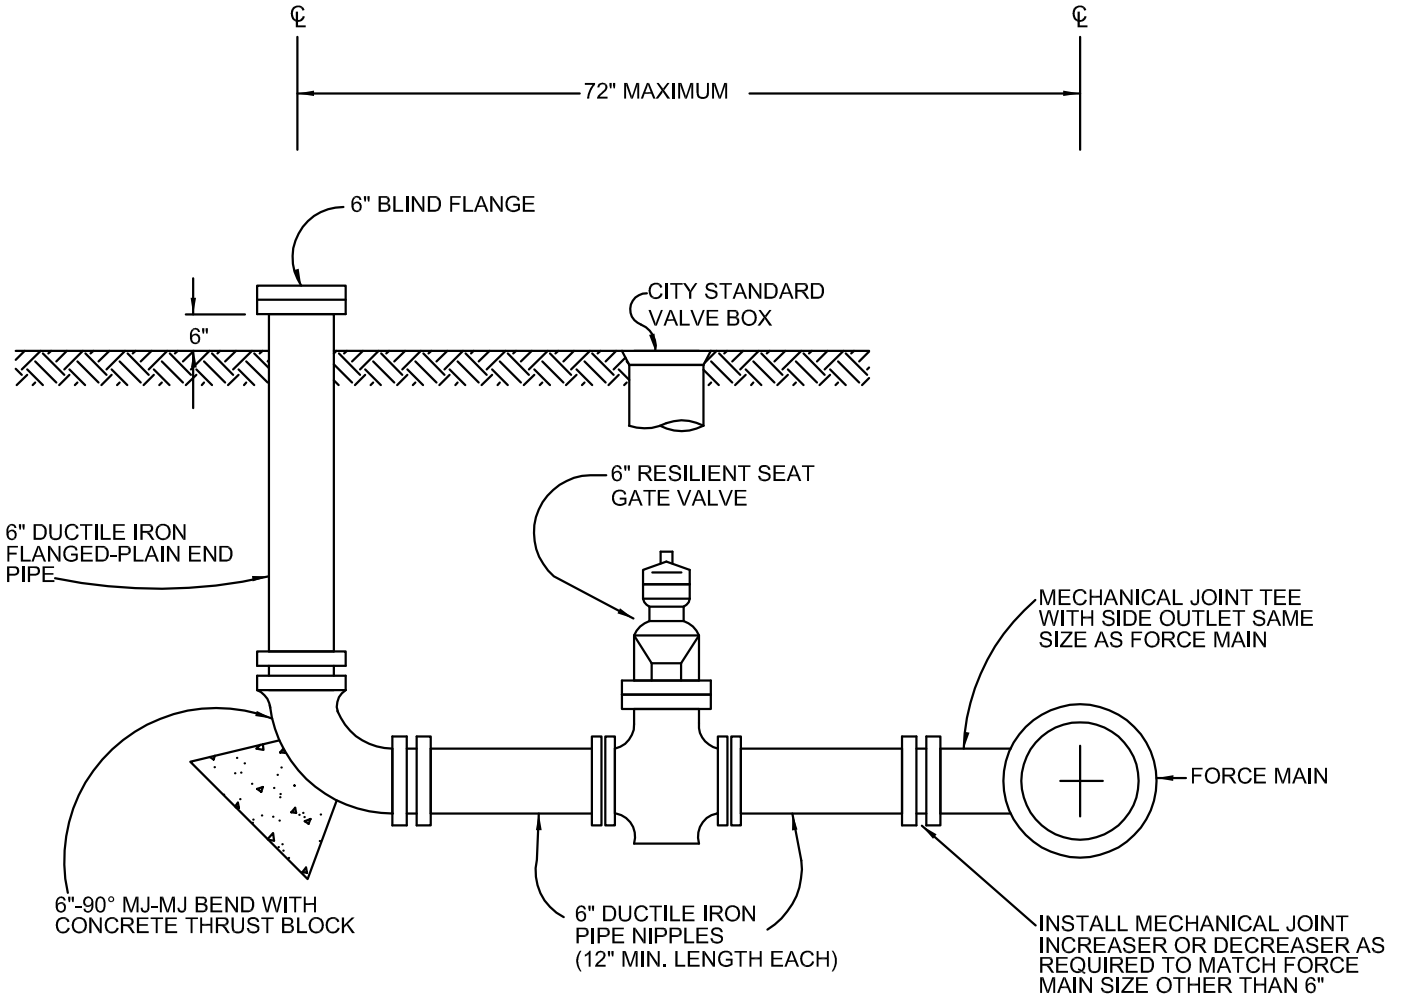 ℄ ℄
72" MAXIMUM
6" BLIND FLANGE
CITY STANDARD
VALVE BOX
6"
6" RESILIENT SEAT
GATE VALVE
6" DUCTILE IRON
FLANGED-PLAIN END
PIPE
MECHANICAL JOINT TEE
WITH SIDE OUTLET SAME
SIZE AS FORCE MAIN
FORCE MAIN
6"-90° MJ-MJ BEND WITH
CONCRETE THRUST BLOCK
6" DUCTILE IRON
PIPE NIPPLES
(12" MIN. LENGTH EACH)
INSTALL MECHANICAL JOINT
INCREASER OR DECREASER AS
REQUIRED TO MATCH FORCE
MAIN SIZE OTHER THAN 6"